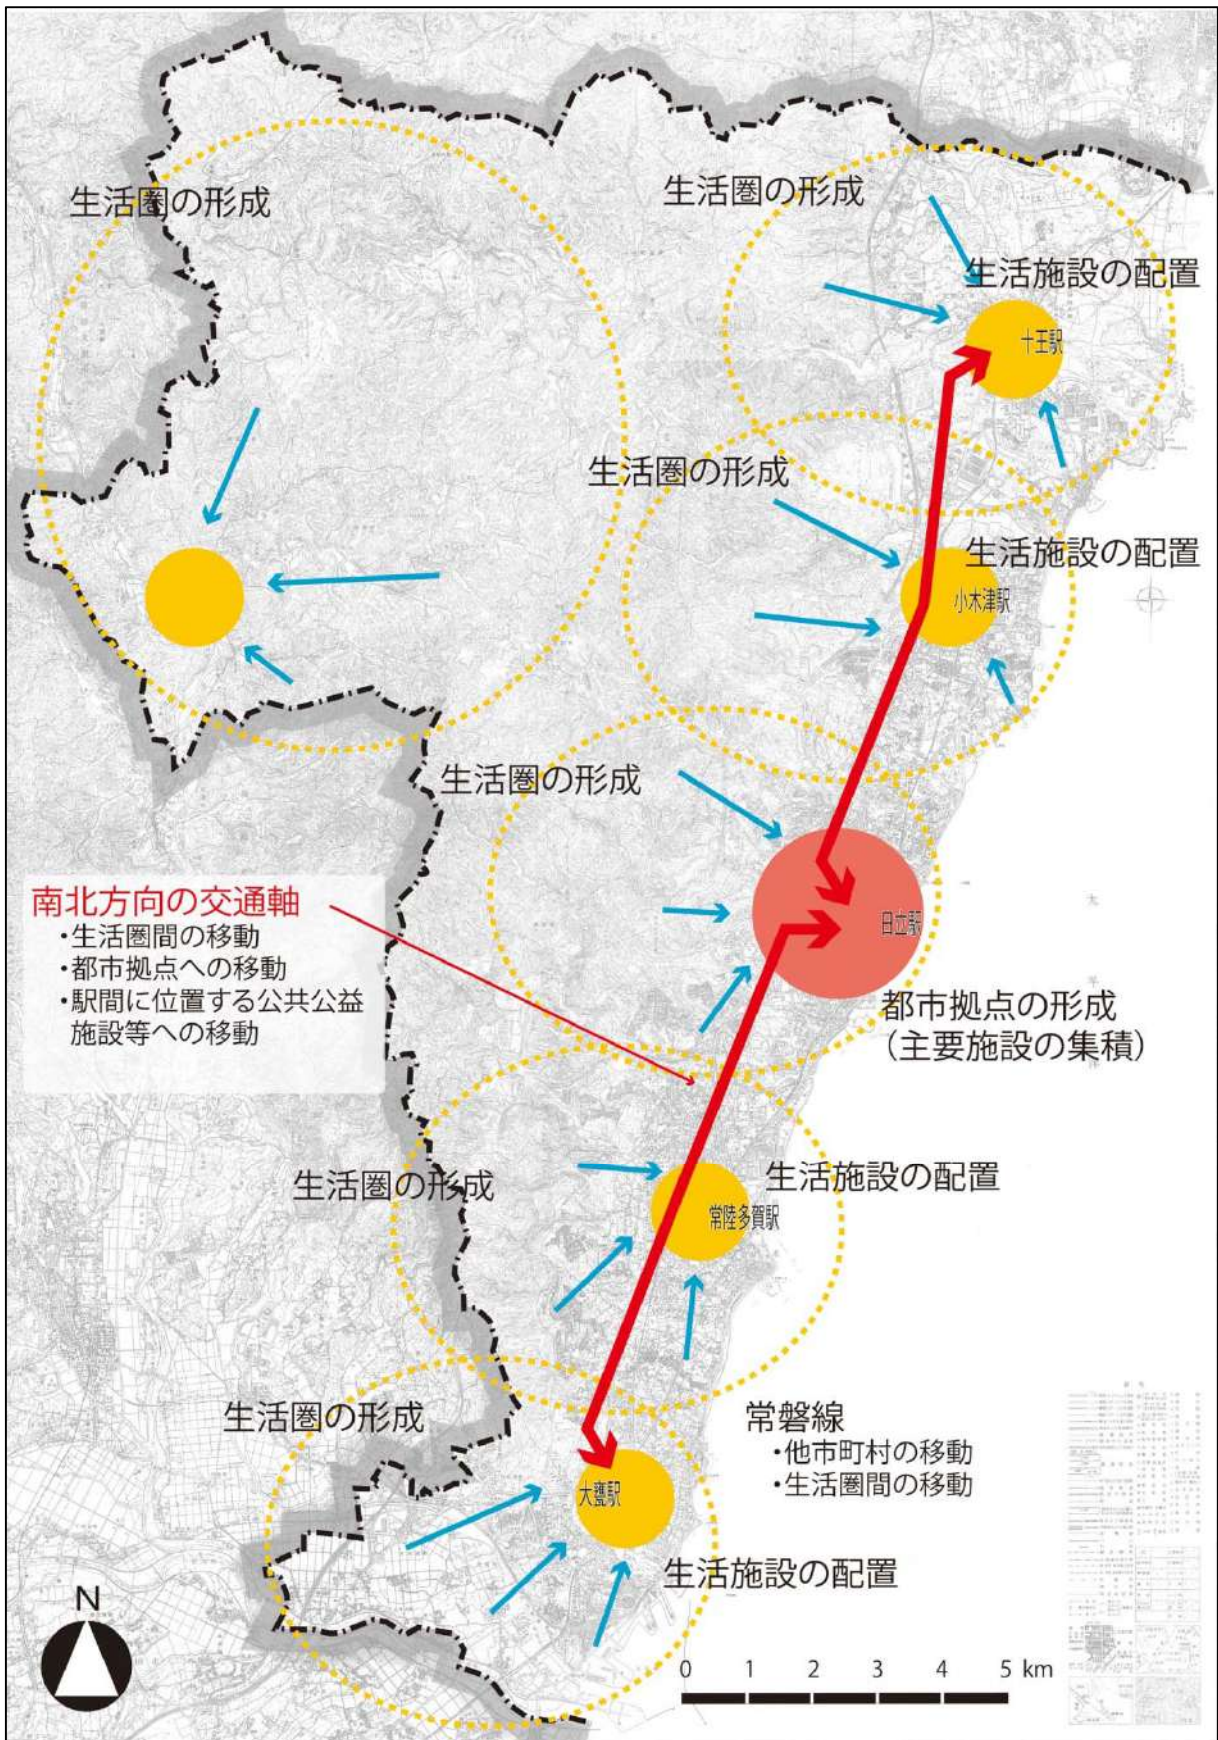 生活圏の形成
生活圏の形成
生活施設の配置
十王駅
生活圏の形成
生活施設の配置
小木津駅
生活圏の形成
南北方向の交通軸
・生活圏間の移動
・都市拠点への移動
・駅間に位置する公共公益
施設等への移動
日立駅
都市拠点の形成
（主要施設の集積）
生活圏の形成
生活施設の配置
常陸多賀駅
生活圏の形成
常磐線
・他市町村の移動
・生活圏間の移動
大甕駅
生活施設の配置
N
0 1 2 3 4 5 km